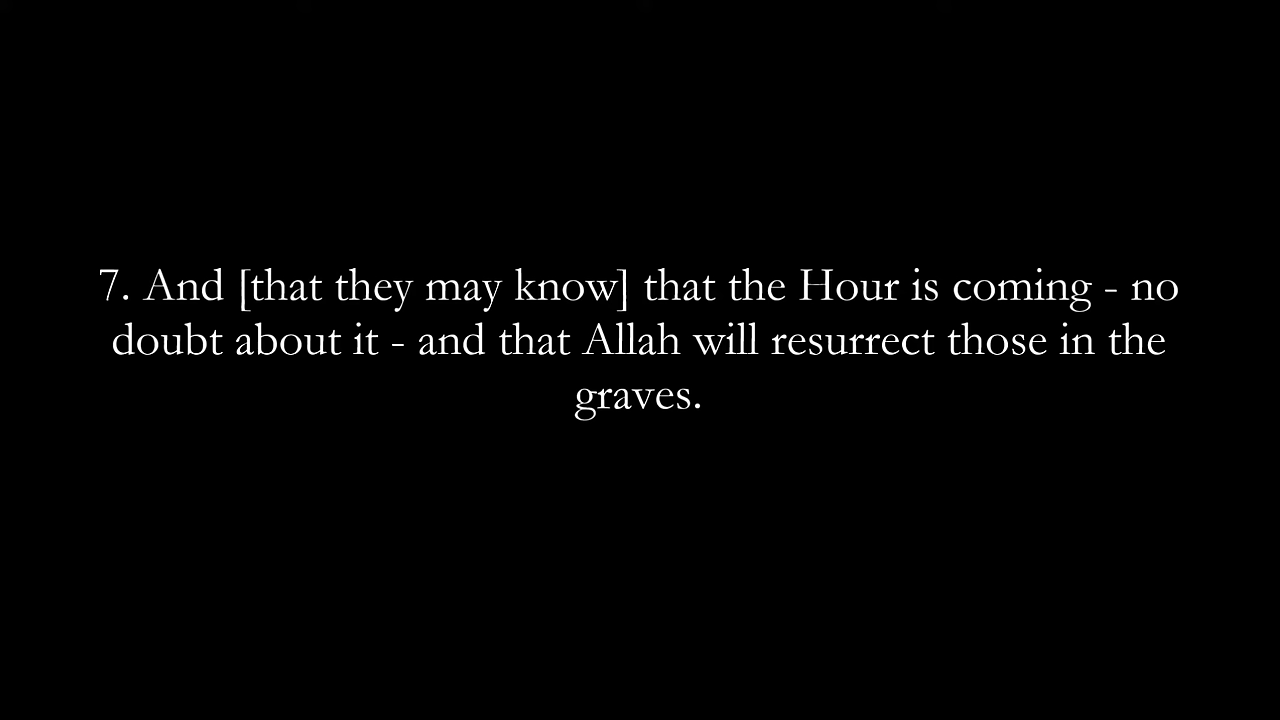 7. And [that they may know] that the Hour is coming - no
doubt about it - and that Allah will resurrect those in the
graves.